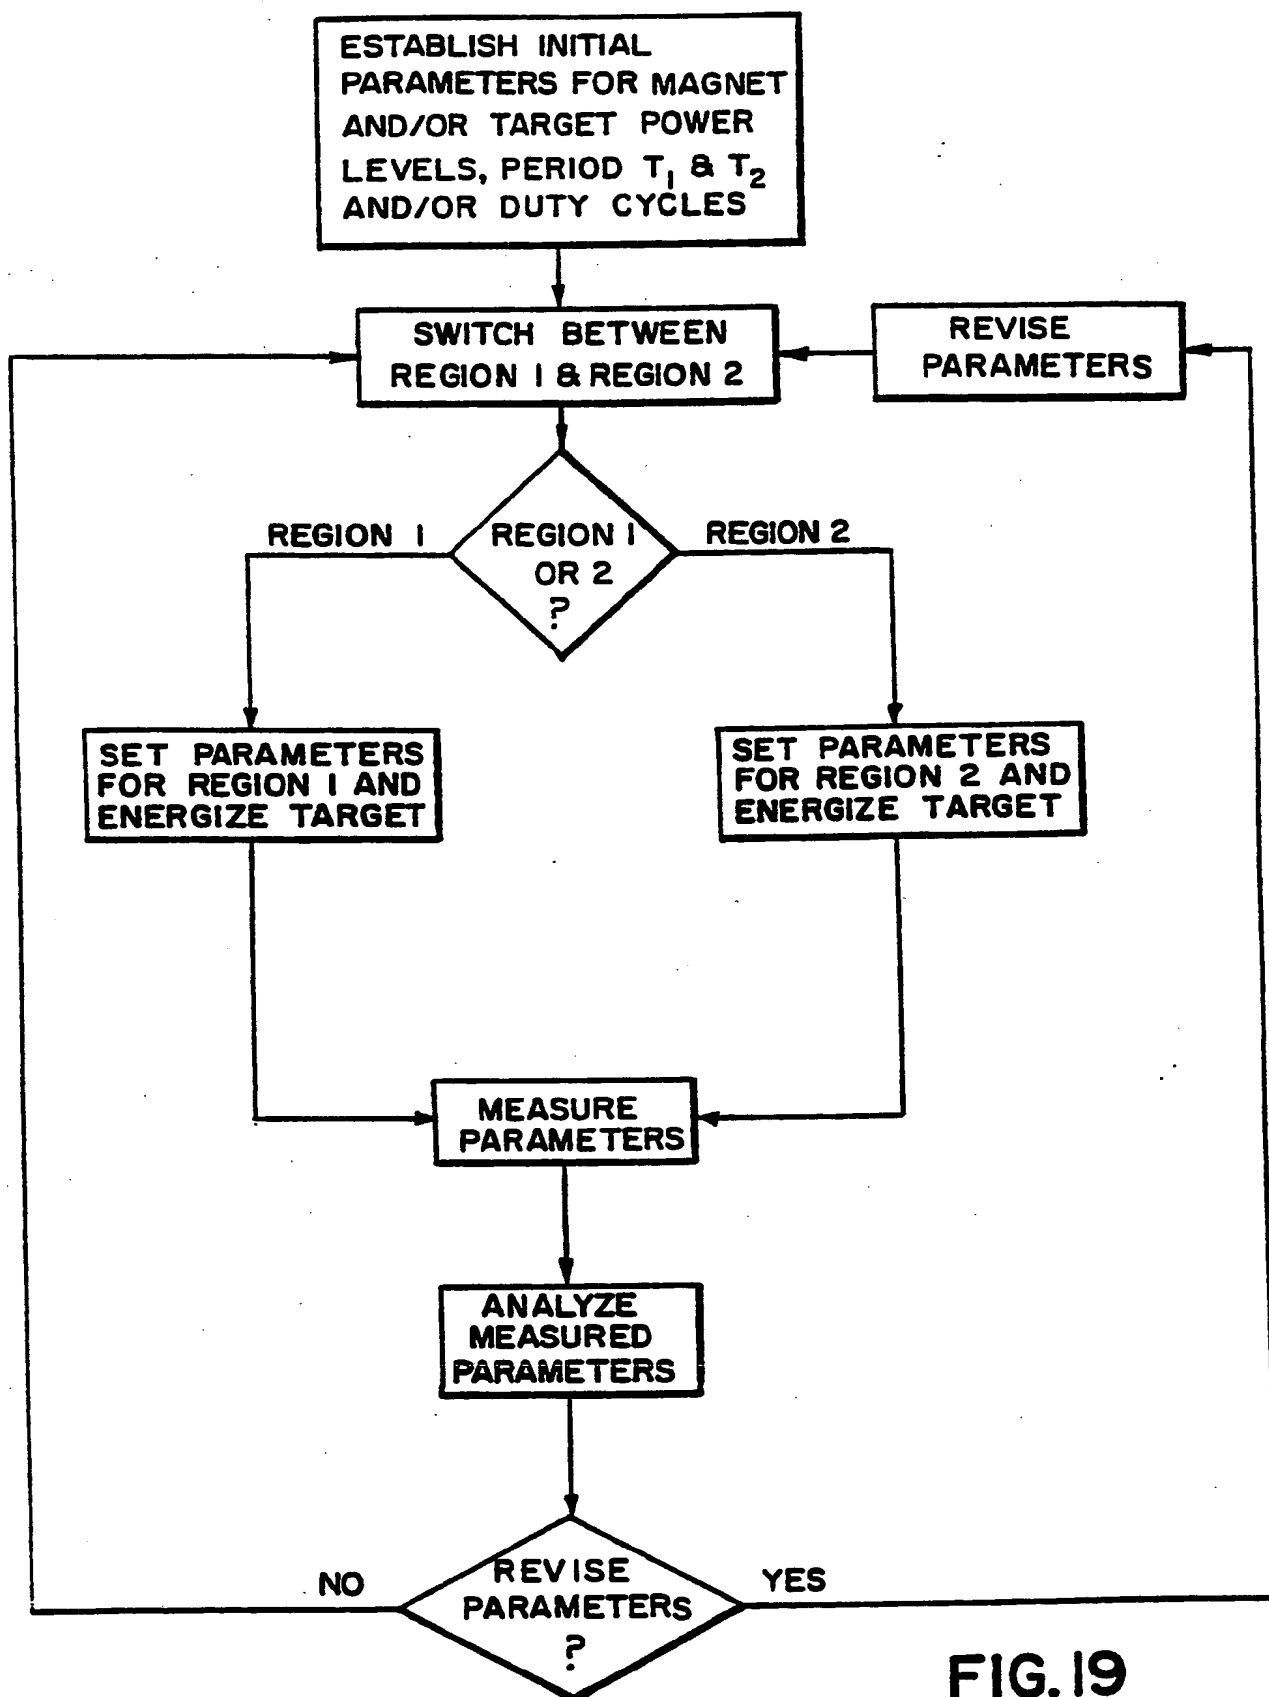 ESTABLISH INITIAL
PARAMETERS FOR MAGNET
AND/OR TARGET POWER
LEVELS, PERIOD T1 & T2
AND/OR DUTY CYCLES
SWITCH BETWEEN
REGION 1 & REGION 2
REVISE
PARAMETERS
REGION 1
REGION 1
OR 2
?
REGION 2
SET PARAMETERS
FOR REGION 1 AND
ENERGIZE TARGET
SET PARAMETERS
FOR REGION 2 AND
ENERGIZE TARGET
MEASURE
PARAMETERS
ANALYZE
MEASURED
PARAMETERS
NO
REVISE
PARAMETERS
?
YES
FIG. 19